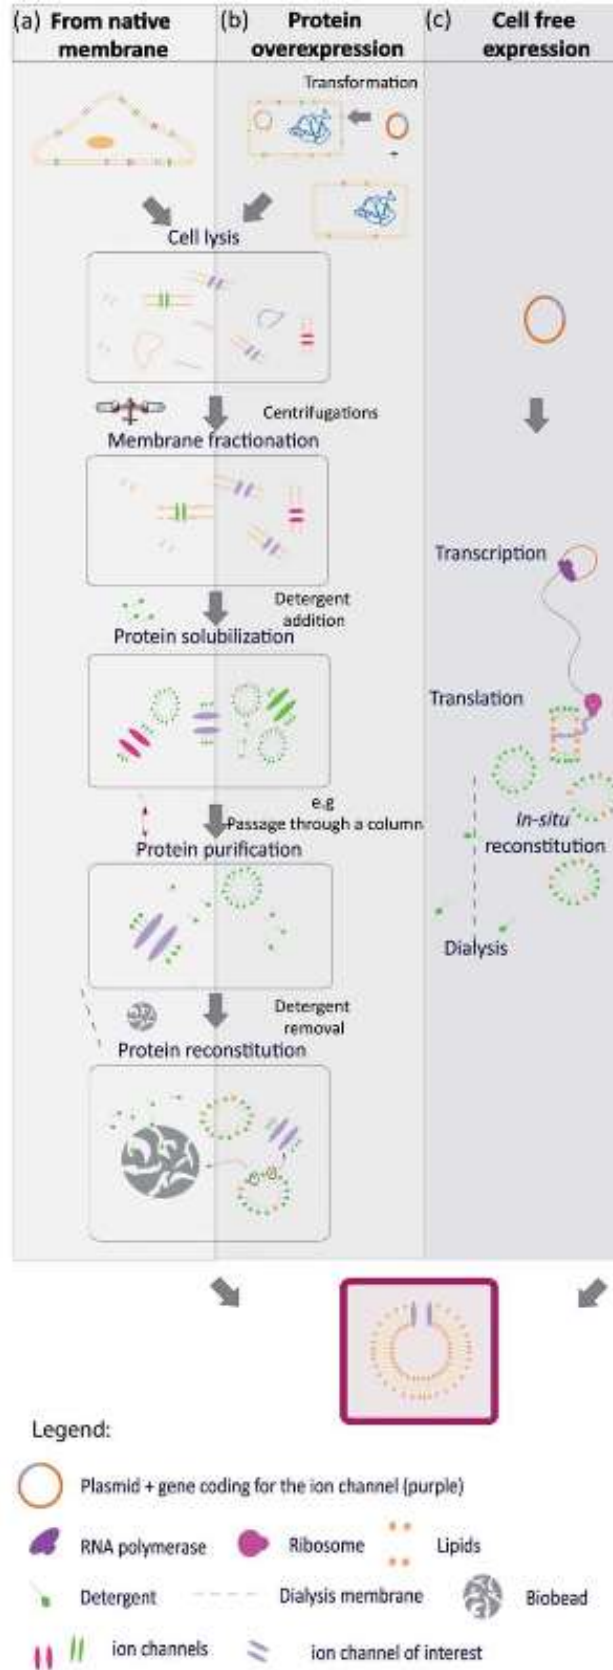 (a) From native
membrane
(b) Protein
overexpression
(c) Cell free
expression
Transformation
+
Cell lysis
Centrifugations
Membrane fractionation
Detergent
addition
Protein solubilization
e.g
Passage through a column
Protein purification
Detergent
removal
Protein reconstitution
Transcription
Translation
In-situ
reconstitution
Dialysis
Legend:
Plasmid + gene coding for the ion channel (purple)
RNA polymerase
Ribosome
Lipids
Detergent
Dialysis membrane
Biobead
ion channels
ion channel of interest